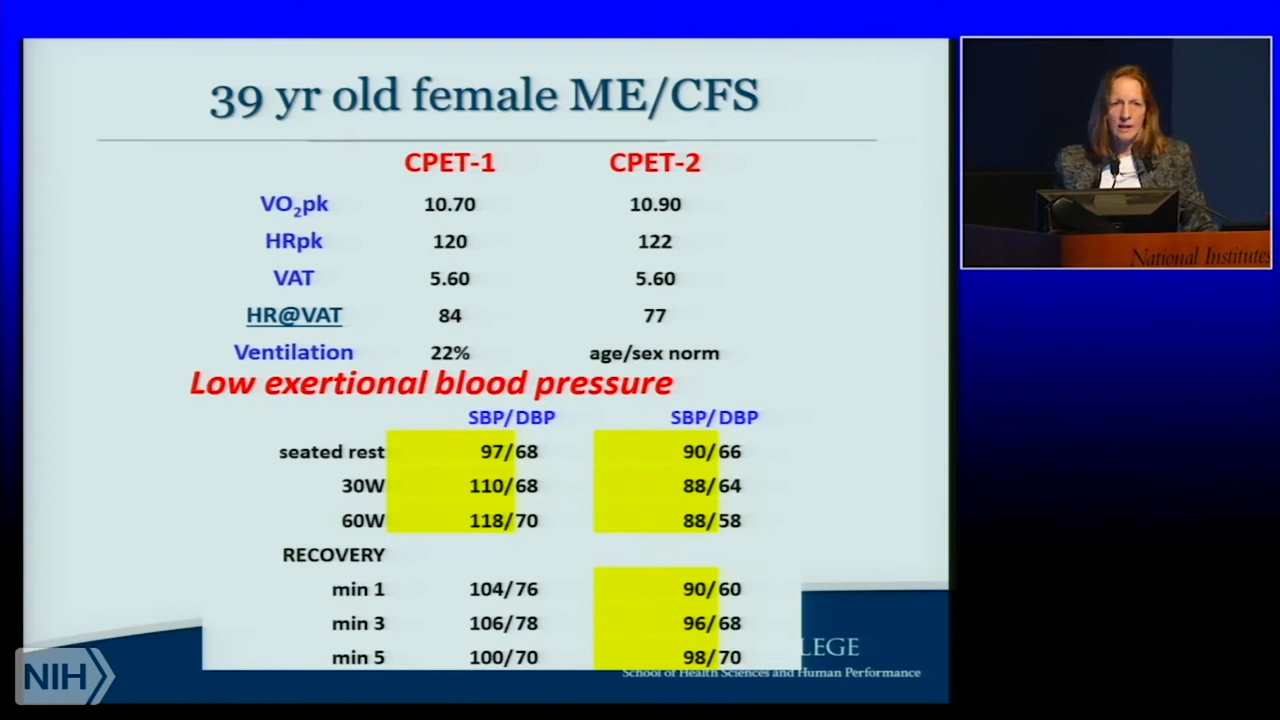 39 yr old female ME/CFS
CPET-1 CPET-2
VO2pk 10.70 10.90
HRpk 120 122
VAT 5.60 5.60
HR@VAT 84 77
Ventilation 22% age/sex norm
Low exertional blood pressure
SBP/DBP SBP/DBP
seated rest 97/68 90/66
30W 110/68 88/64
60W 118/70 88/58
RECOVERY
min 1 104/76 90/60
min 3 106/78 96/68
min 5 100/70 98/70
LEGE
School of Health Sciences and Human Performance
National Institutes
NIH